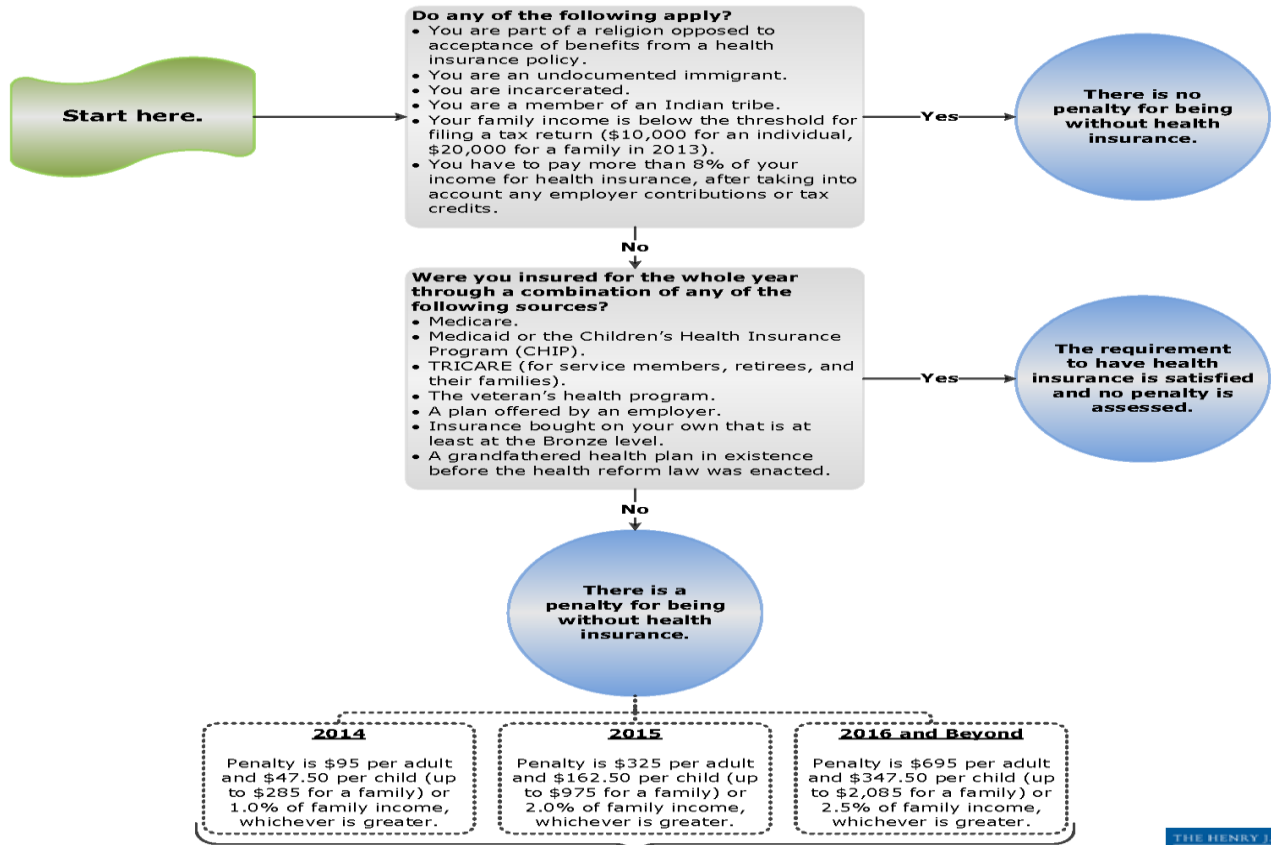 Start here.
Do any of the following apply?
• You are part of a religion opposed to
acceptance of benefits from a health
insurance policy.
• You are an undocumented immigrant.
• You are incarcerated.
• You are a member of an Indian tribe.
• Your family income is below the threshold for
filing a tax return ($10,000 for an individual,
$20,000 for a family in 2013).
• You have to pay more than 8% of your
income for health insurance, after taking into
account any employer contributions or tax
credits.
Yes
There is no
penalty for being
without health
insurance.
No
Were you insured for the whole year
through a combination of any of the
following sources?
• Medicare.
• Medicaid or the Children’s Health Insurance
Program (CHIP).
• TRICARE (for service members, retirees, and
their families).
• The veteran’s health program.
• A plan offered by an employer.
• Insurance bought on your own that is at
least at the Bronze level.
• A grandfathered health plan in existence
before the health reform law was enacted.
Yes
The requirement
to have health
insurance is satisfied
and no penalty is
assessed.
No
There is a
penalty for being
without health
insurance.
2014
Penalty is $95 per adult
and $47.50 per child (up
to $285 for a family) or
1.0% of family income,
whichever is greater.
2015
Penalty is $325 per adult
and $162.50 per child (up
to $975 for a family) or
2.0% of family income,
whichever is greater.
2016 and Beyond
Penalty is $695 per adult
and $347.50 per child (up
to $2,085 for a family) or
2.5% of family income,
whichever is greater.
THE HENRY J.